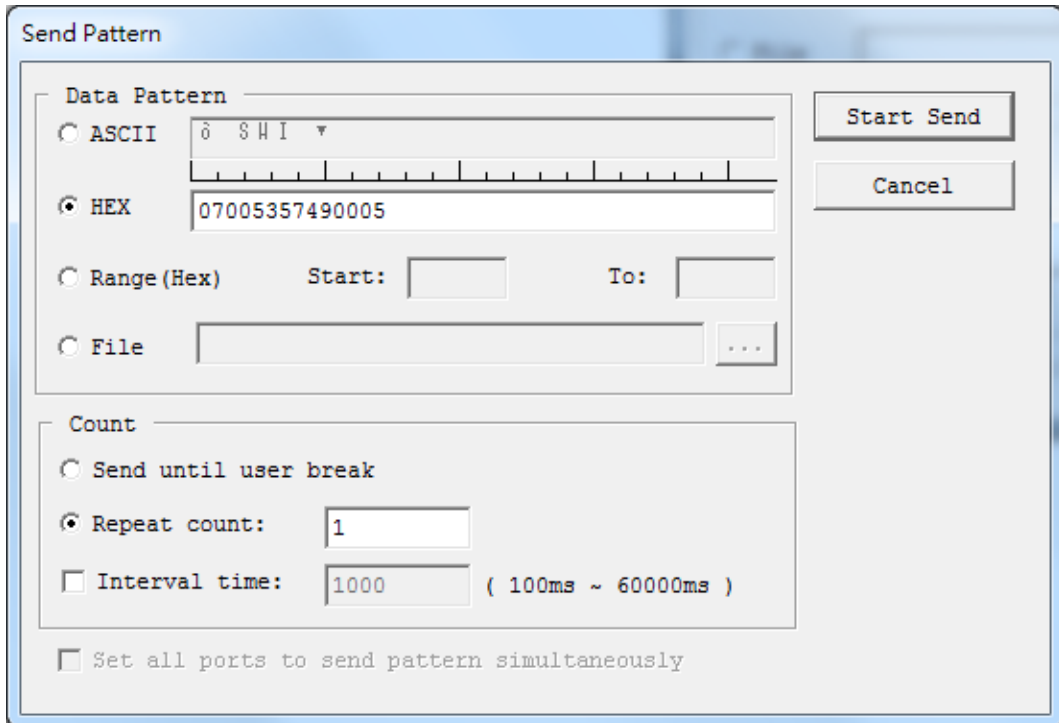 Send Pattern
Data Pattern
Start Send
ASCII
S W I
Cancel
HEX 07005357490005
Range(Hex) Start: To:
File ...
Count
Send until user break
Repeat count: 1
Interval time: 1000 ( 100ms ~ 60000ms )
Set all ports to send pattern simultaneously